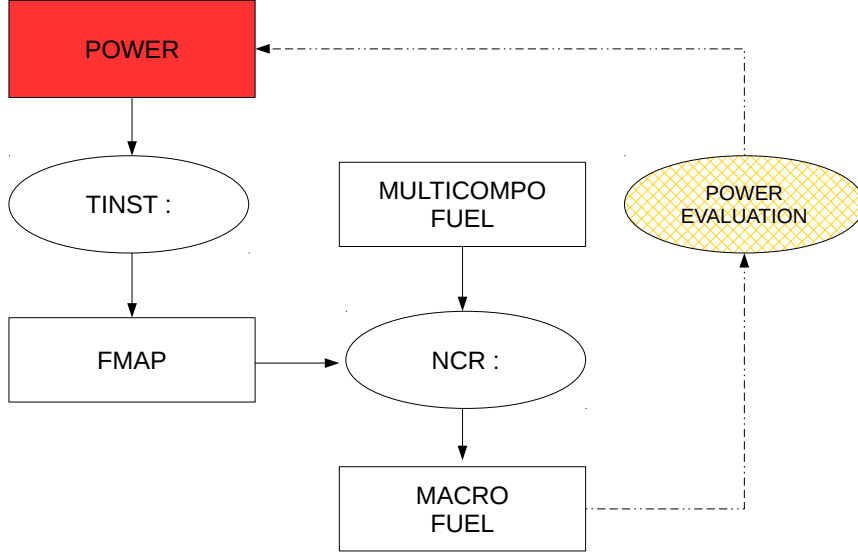 POWER
TINST :
MULTICOMPO
FUEL
POWER
EVALUATION
FMAP
NCR :
MACRO
FUEL